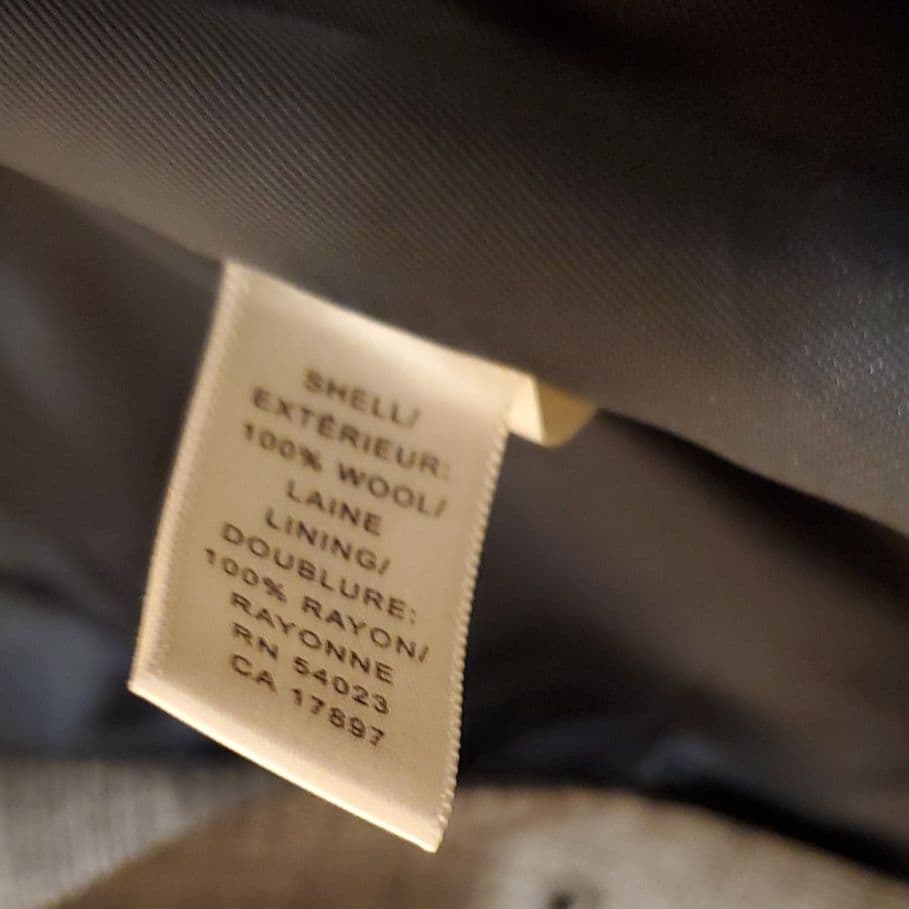 SHELL/
EXTÉRIEUR:
100% WOOL/
LAINE
LINING/
DOUBLURE:
100% RAYON/
RAYONNE
RN 54023
CA 17897